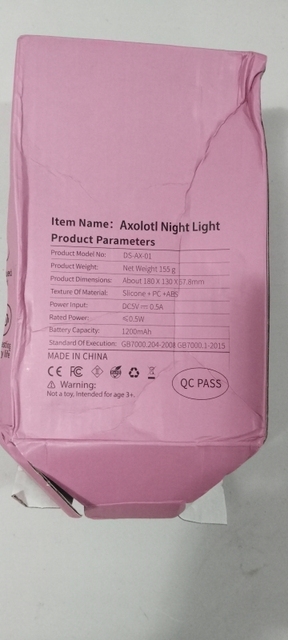 Item Name: Axolotl Night Light
Product Parameters
Product Model No: DS-AX-01
Product Weight: Net Weight 155 g
Product Dimensions: About 180 X 130 X 57.8mm
Texture Of Material: Slicone + PC +ABS
Power Input: DC5V ⎓ 0.5A
Rated Power: ≤0.5W
Battery Capacity: 1200mAh
Standard Of Execution: GB7000.204-2008 GB7000.1-2015
MADE IN CHINA
CE FC
QC PASS
⚠ Warning:
Not a toy, Intended for age 3+.